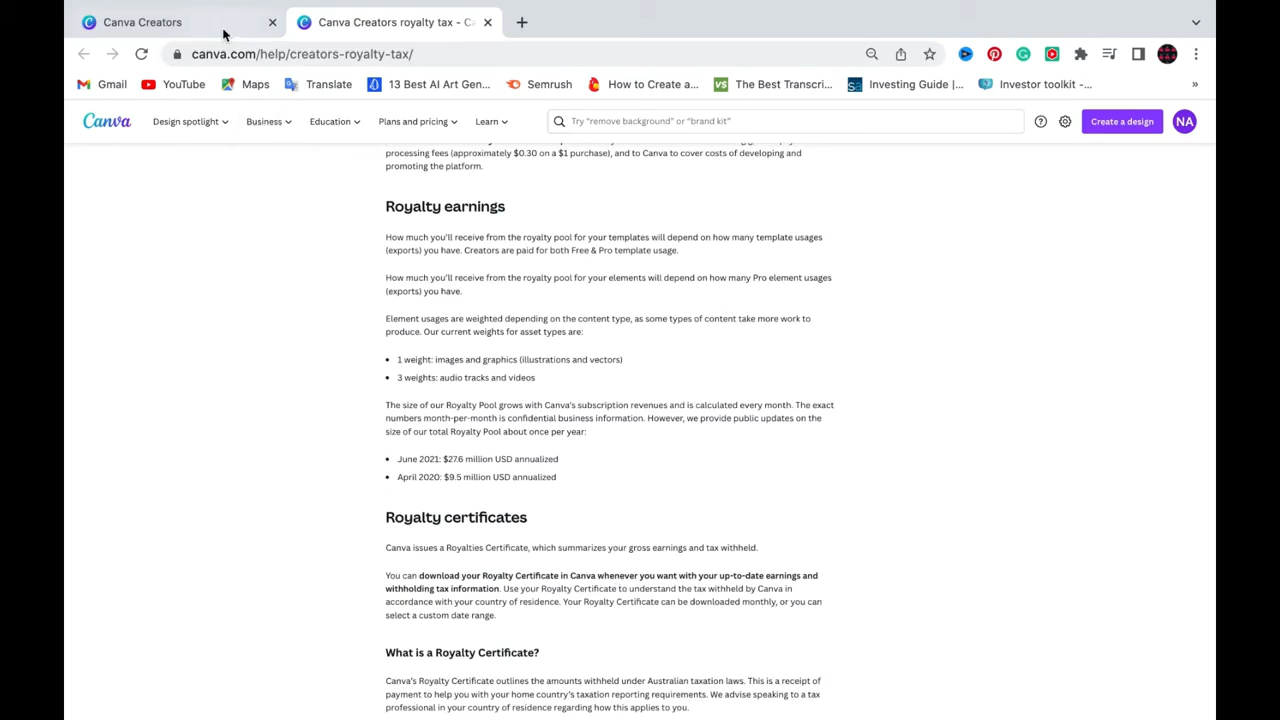 Canva Creators
Canva Creators royalty tax - Ca
canva.com/help/creators-royalty-tax/
Gmail
YouTube
Maps
Translate
13 Best AI Art Gen...
Semrush
How to Create a...
The Best Transcri...
Investing Guide |...
Investor toolkit -...
»
Canva
Design spotlight
Business
Education
Plans and pricing
Learn
Try "remove background" or "brand kit"
Create a design
NA
processing fees (approximately $0.30 on a $1 purchase), and to Canva to cover costs of developing and
promoting the platform.
Royalty earnings
How much you'll receive from the royalty pool for your templates will depend on how many template usages
(exports) you have. Creators are paid for both Free & Pro template usage.
How much you'll receive from the royalty pool for your elements will depend on how many Pro element usages
(exports) you have.
Element usages are weighted depending on the content type, as some types of content take more work to
produce. Our current weights for asset types are:
• 1 weight: images and graphics (illustrations and vectors)
• 3 weights: audio tracks and videos
The size of our Royalty Pool grows with Canva's subscription revenues and is calculated every month. The exact
numbers month-per-month is confidential business information. However, we provide public updates on the
size of our total Royalty Pool about once per year:
• June 2021: $27.6 million USD annualized
• April 2020: $9.5 million USD annualized
Royalty certificates
Canva issues a Royalties Certificate, which summarizes your gross earnings and tax withheld.
You can download your Royalty Certificate in Canva whenever you want with your up-to-date earnings and
withholding tax information. Use your Royalty Certificate to understand the tax withheld by Canva in
accordance with your country of residence. Your Royalty Certificate can be downloaded monthly, or you can
select a custom date range.
What is a Royalty Certificate?
Canva's Royalty Certificate outlines the amounts withheld under Australian taxation laws. This is a receipt of
payment to help you with your home country's taxation reporting requirements. We advise speaking to a tax
professional in your country of residence regarding how this applies to you.